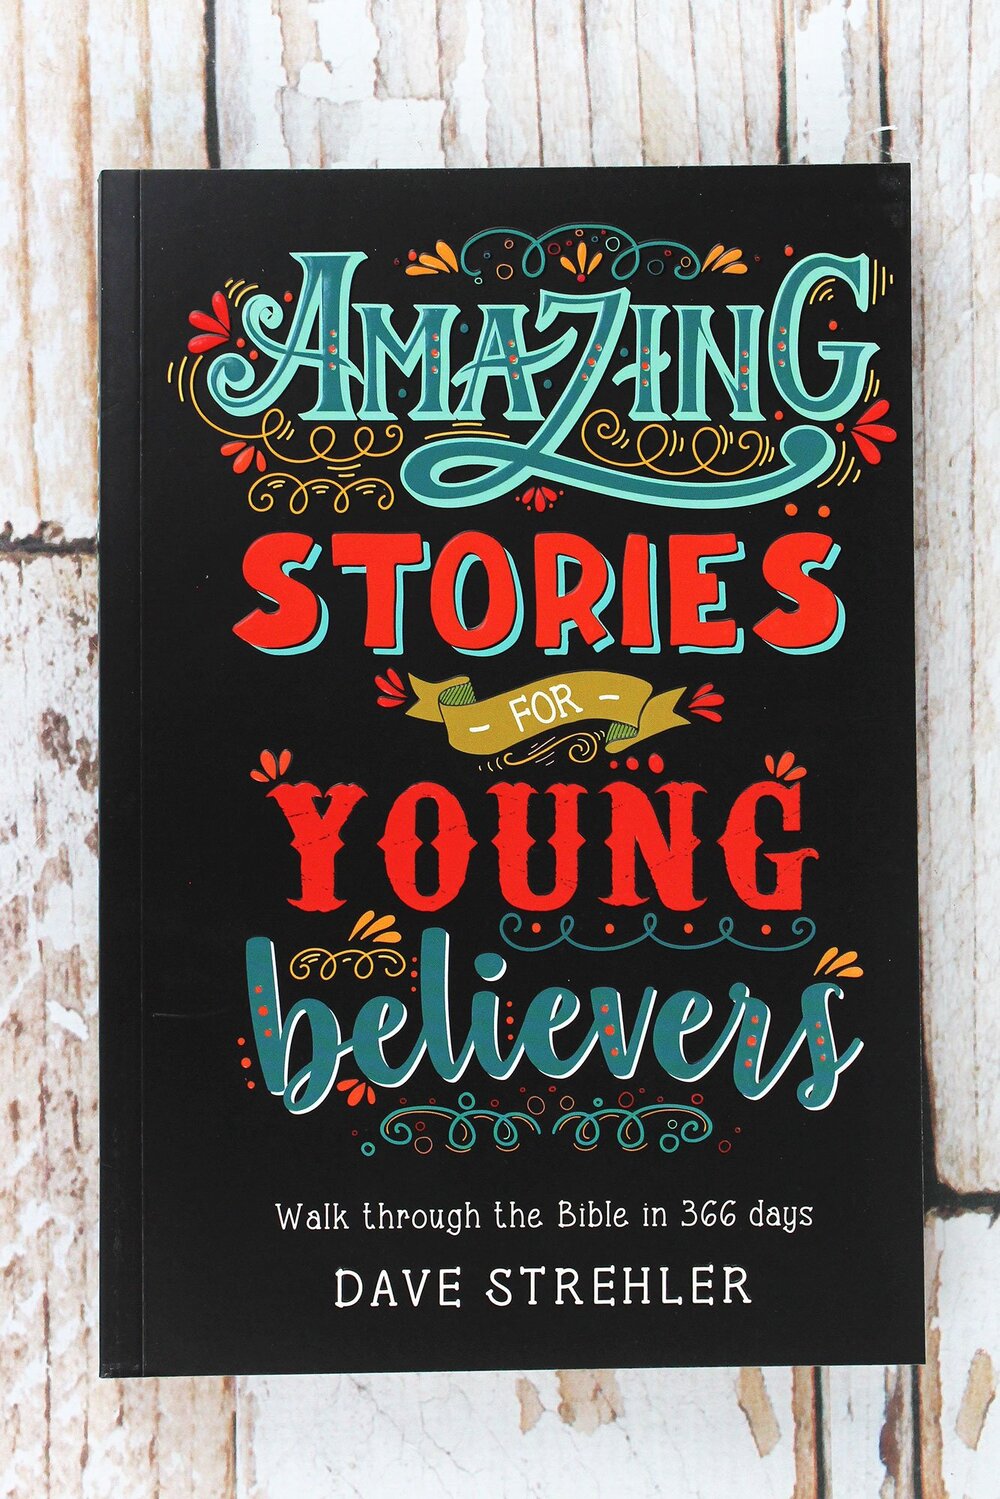 AMAZING
STORIES
- FOR -
YOUNG
believers
Walk through the Bible in 366 days
DAVE STREHLER